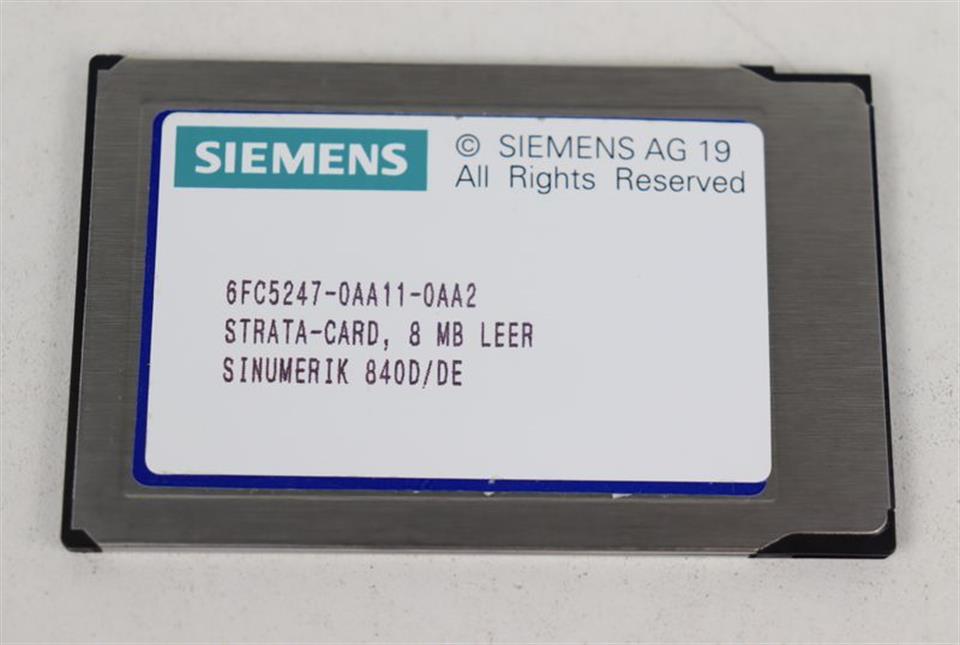 SIEMENS
© SIEMENS AG 19
All Rights Reserved
6FC5247-0AA11-0AA2
STRATA-CARD, 8 MB LEER
SINUMERIK 840D/DE